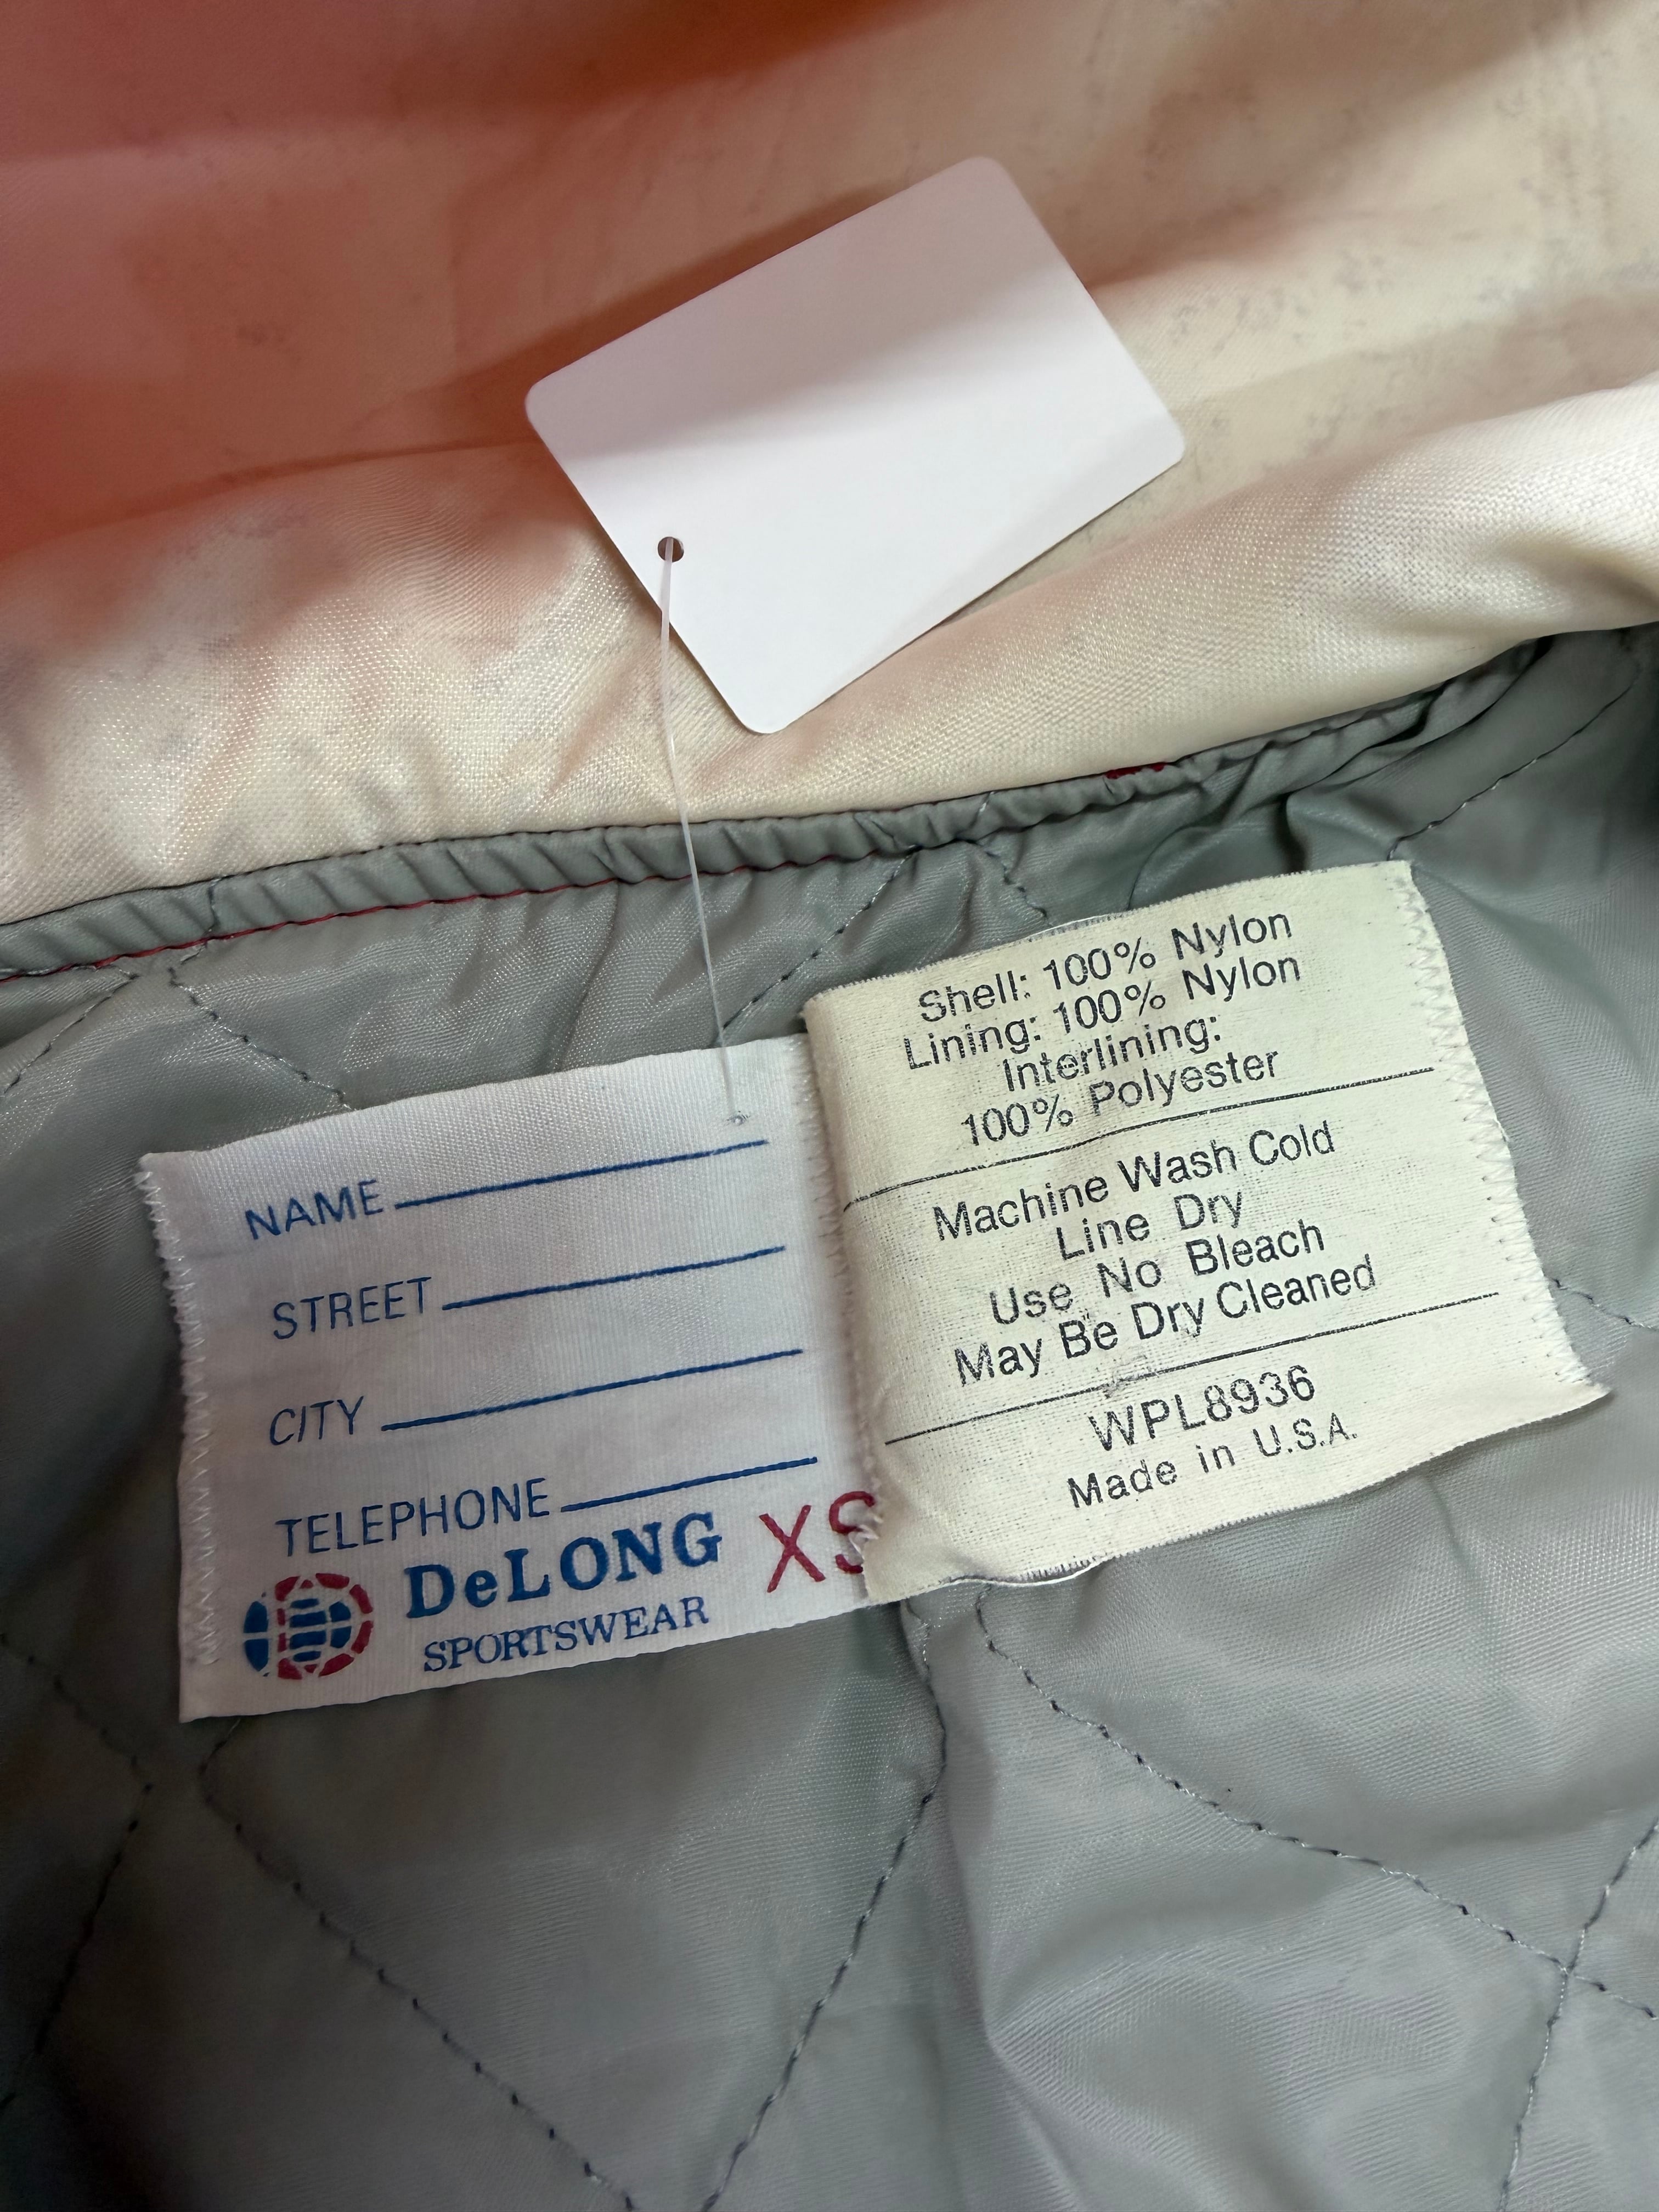 NAME
STREET
CITY
TELEPHONE
DeLONG XS
SPORTSWEAR
Shell: 100% Nylon
Lining: 100% Nylon
Interlining:
100% Polyester
Machine Wash Cold
Line Dry
Use No Bleach
May Be Dry Cleaned
WPL8936
Made in U.S.A.